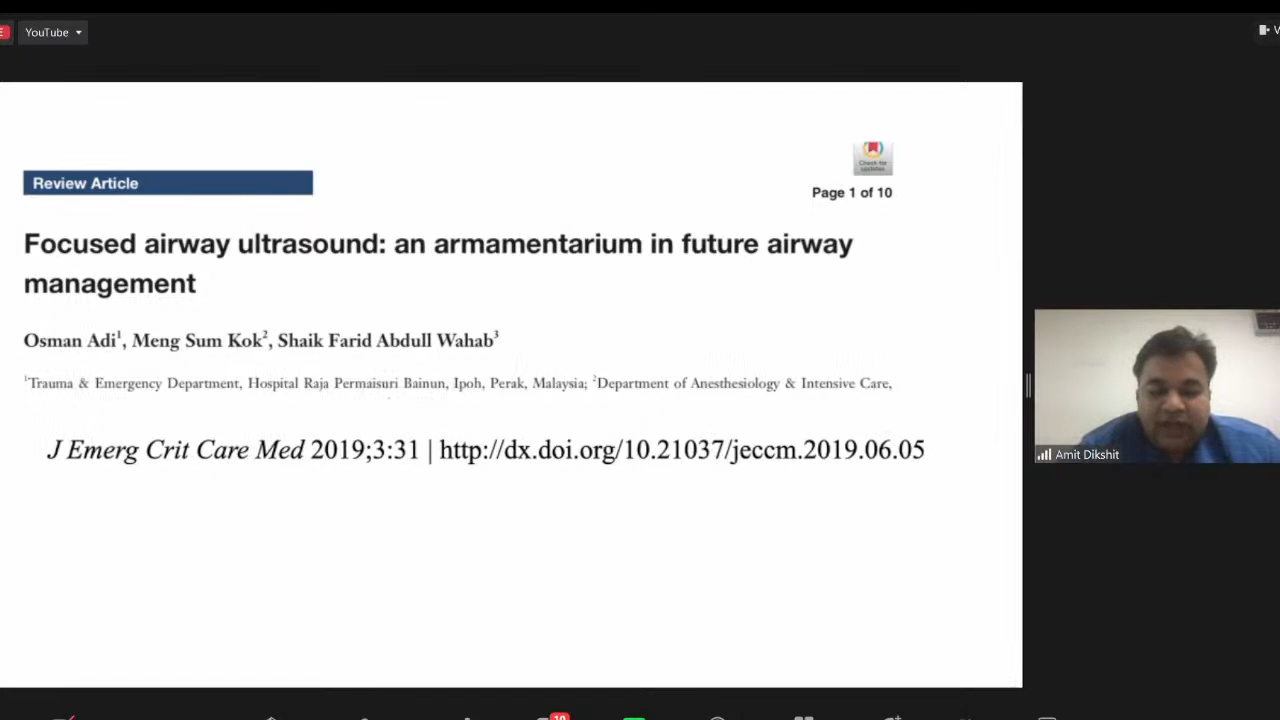 YouTube
Check for
updates
Review Article
Page 1 of 10
Focused airway ultrasound: an armamentarium in future airway
management
Osman Adi¹, Meng Sum Kok², Shaik Farid Abdull Wahab³
¹Trauma & Emergency Department, Hospital Raja Permaisuri Bainun, Ipoh, Perak, Malaysia; ²Department of Anesthesiology & Intensive Care,
J Emerg Crit Care Med 2019;3:31 | http://dx.doi.org/10.21037/jeccm.2019.06.05
Amit Dikshit